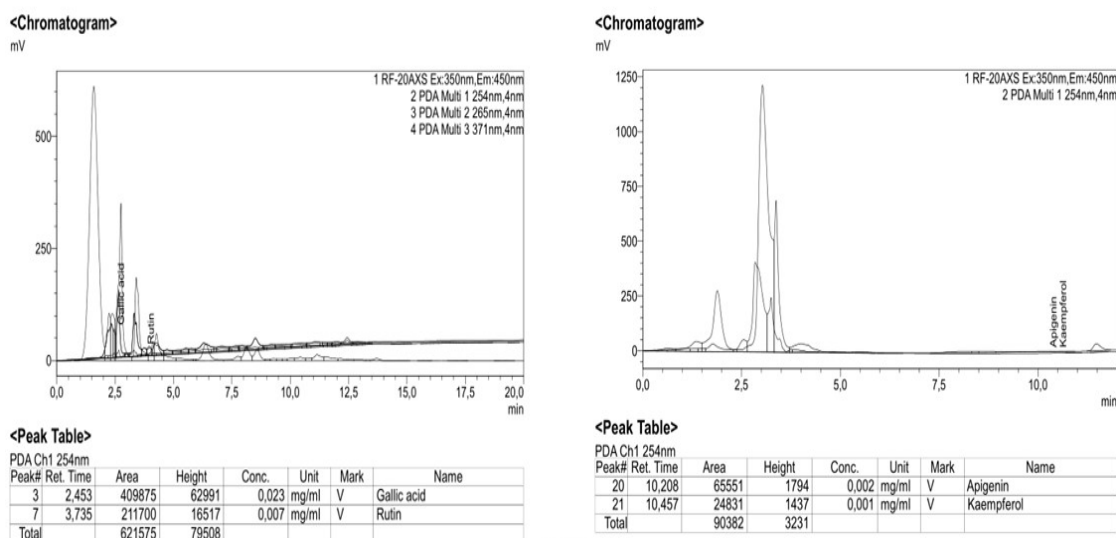 <Chromatogram>
mV
1 RF-20AXS Ex:350nm,Em:450nm
2 PDA Multi 1 254nm,4nm
3 PDA Multi 2 265nm,4nm
4 PDA Multi 3 371nm,4nm
500
250
0
Gallic acid
Rutin
0,0 2,5 5,0 7,5 10,0 12,5 15,0 17,5 20,0
min
<Peak Table>
PDA Ch1 254nm
Peak# Ret. Time Area Height Conc. Unit Mark Name
3 2,453 409875 62991 0,023 mg/ml V Gallic acid
7 3,735 211700 16517 0,007 mg/ml V Rutin
Total 621575 79508
<Chromatogram>
mV
1 RF-20AXS Ex:350nm,Em:450nm
2 PDA Multi 1 254nm,4nm
1250
1000
750
500
250
0
Apigenin
Kaempferol
0,0 2,5 5,0 7,5 10,0
min
<Peak Table>
PDA Ch1 254nm
Peak# Ret. Time Area Height Conc. Unit Mark Name
20 10,208 65551 1794 0,002 mg/ml V Apigenin
21 10,457 24831 1437 0,001 mg/ml V Kaempferol
Total 90382 3231